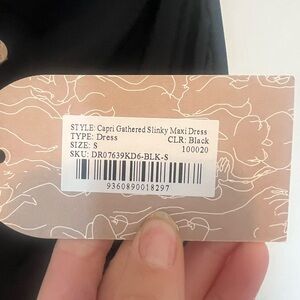 STYLE: Capri Gathered Slinky Maxi Dress
TYPE: Dress CLR: Black
SIZE: S 100020
SKU: DR07639KD6-BLK-S
9360890018297